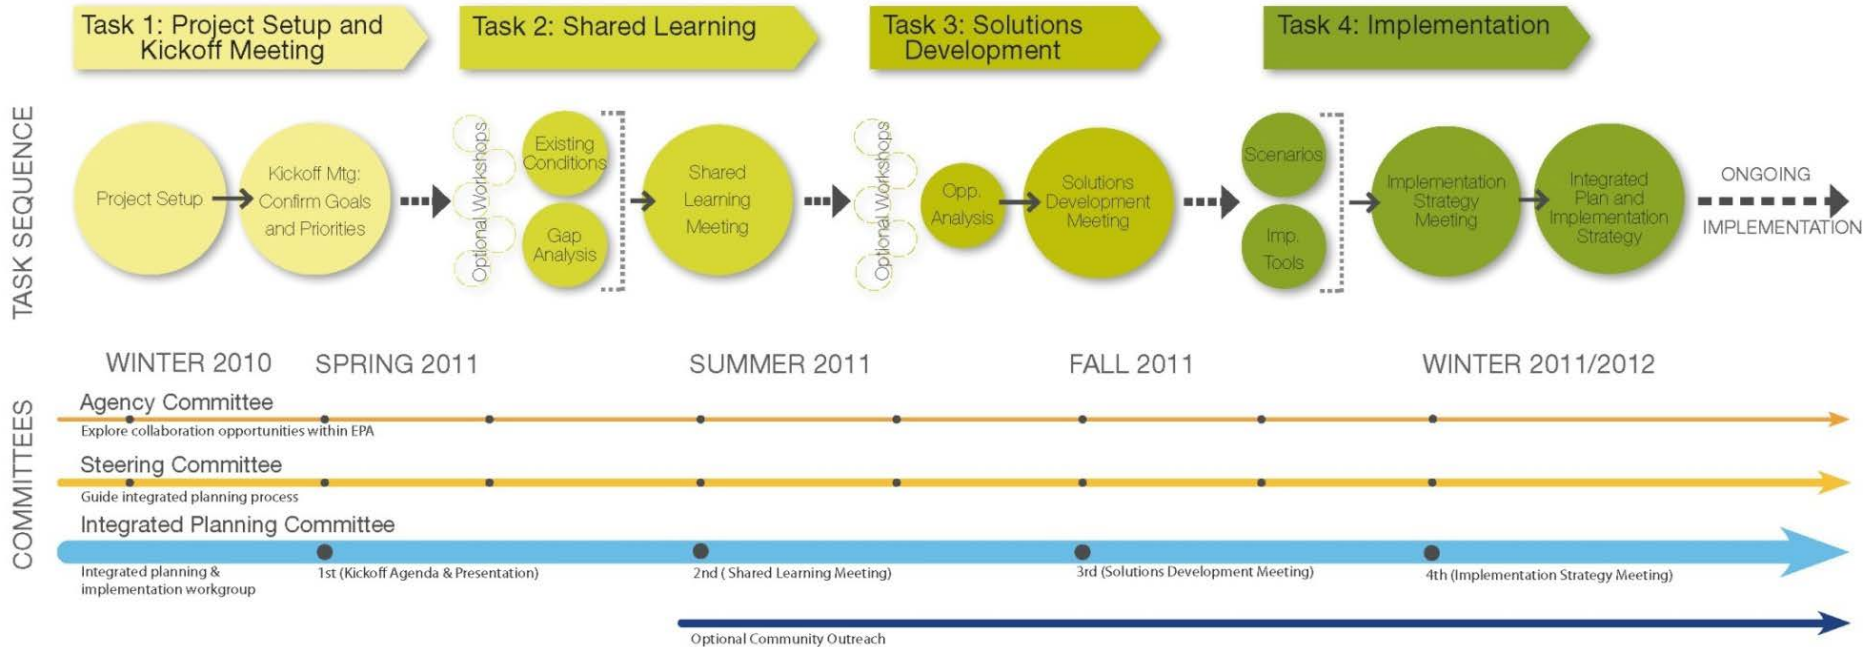 Task 1: Project Setup and
Kickoff Meeting
Task 2: Shared Learning
Task 3: Solutions
Development
Task 4: Implementation
TASK SEQUENCE
Project Setup
Kickoff Mtg:
Confirm Goals
and Priorities
Optional Workshops
Existing
Conditions
Gap
Analysis
Shared
Learning
Meeting
Optional Workshops
Opp.
Analysis
Solutions
Development
Meeting
Scenarios
Imp.
Tools
Implementation
Strategy
Meeting
Integrated
Plan and
Implementation
Strategy
ONGOING
IMPLEMENTATION
WINTER 2010
SPRING 2011
SUMMER 2011
FALL 2011
WINTER 2011/2012
COMMITTEES
Agency Committee
Explore collaboration opportunities within EPA
Steering Committee
Guide integrated planning process
Integrated Planning Committee
Integrated planning &
implementation workgroup
1st (Kickoff Agenda & Presentation)
2nd ( Shared Learning Meeting)
3rd (Solutions Development Meeting)
4th (Implementation Strategy Meeting)
Optional Community Outreach